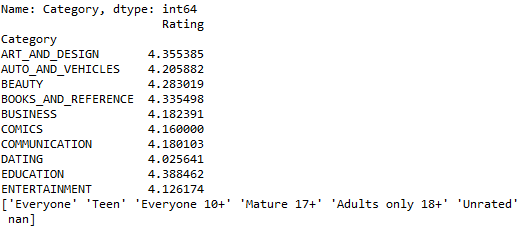 Name: Category, dtype: int64
Rating
Category
ART_AND_DESIGN 4.355385
AUTO_AND_VEHICLES 4.205882
BEAUTY 4.283019
BOOKS_AND_REFERENCE 4.335498
BUSINESS 4.182391
COMICS 4.160000
COMMUNICATION 4.180103
DATING 4.025641
EDUCATION 4.388462
ENTERTAINMENT 4.126174
['Everyone' 'Teen' 'Everyone 10+' 'Mature 17+' 'Adults only 18+' 'Unrated'
nan]